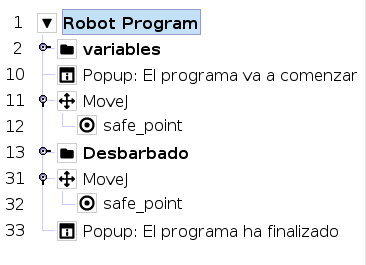 1 Robot Program
2 variables
10 Popup: El programa va a comenzar
11 MoveJ
12 safe_point
13 Desbarbado
31 MoveJ
32 safe_point
33 Popup: El programa ha finalizado